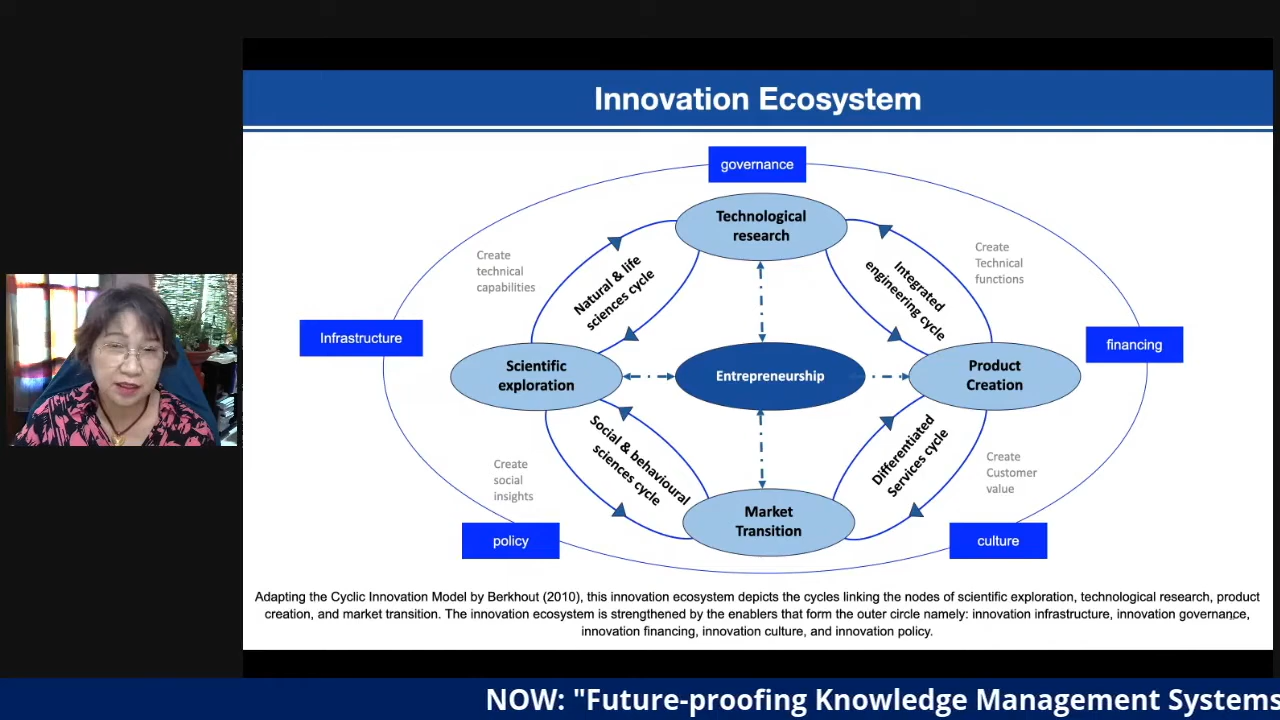 Innovation Ecosystem
governance
Technological
research
Create
technical
capabilities
Natural & life
sciences cycle
Integrated
engineering cycle
Create
Technical
functions
Infrastructure
financing
Scientific
exploration
Entrepreneurship
Product
Creation
Social & behavioural
sciences cycle
Differentiated
Services cycle
Create
social
insights
Create
Customer
value
Market
Transition
policy
culture
Adapting the Cyclic Innovation Model by Berkhout (2010), this innovation ecosystem depicts the cycles linking the nodes of scientific exploration, technological research, product
creation, and market transition. The innovation ecosystem is strengthened by the enablers that form the outer circle namely: innovation infrastructure, innovation governance,
innovation financing, innovation culture, and innovation policy.
NOW: "Future-proofing Knowledge Management Systems